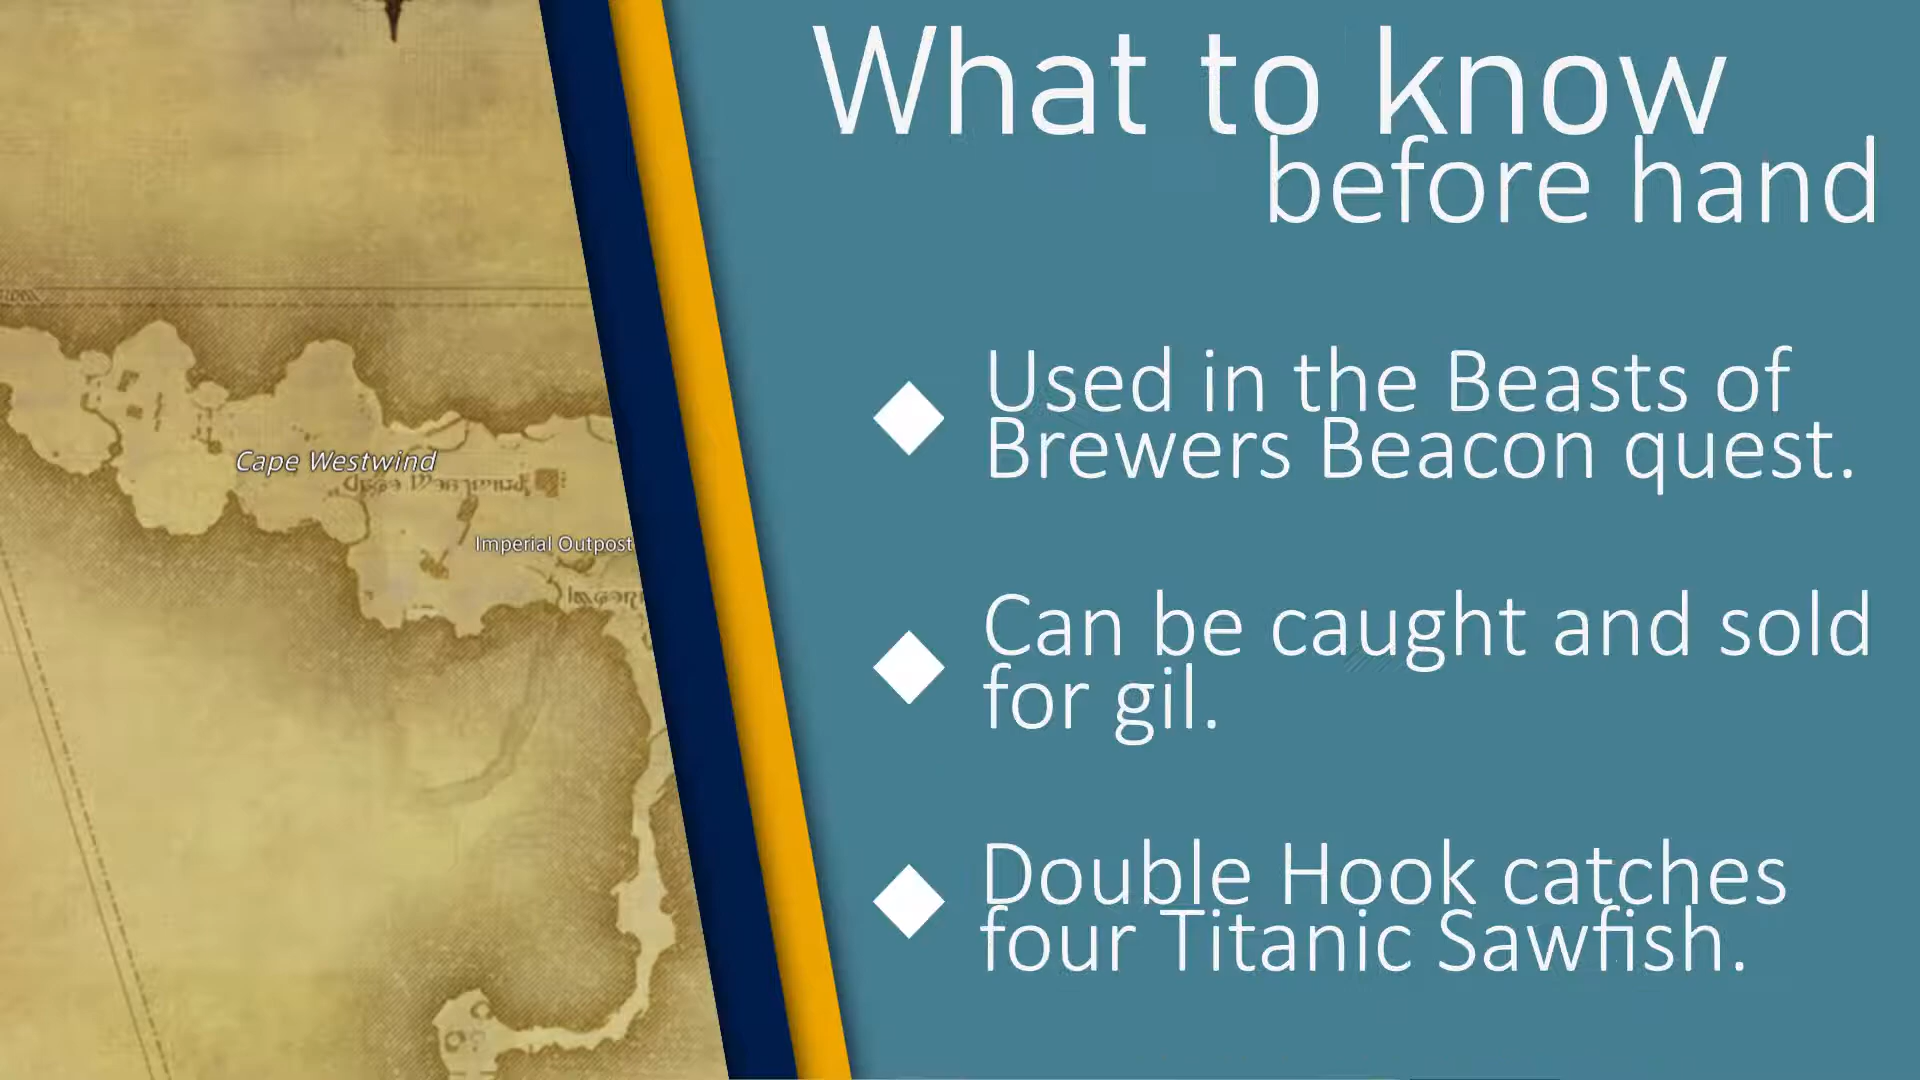 What to know
before hand
Used in the Beasts of
Brewers Beacon quest.
Can be caught and sold
for gil.
Double Hook catches
four Titanic Sawfish.
Cape Westwind
Imperial Outpost